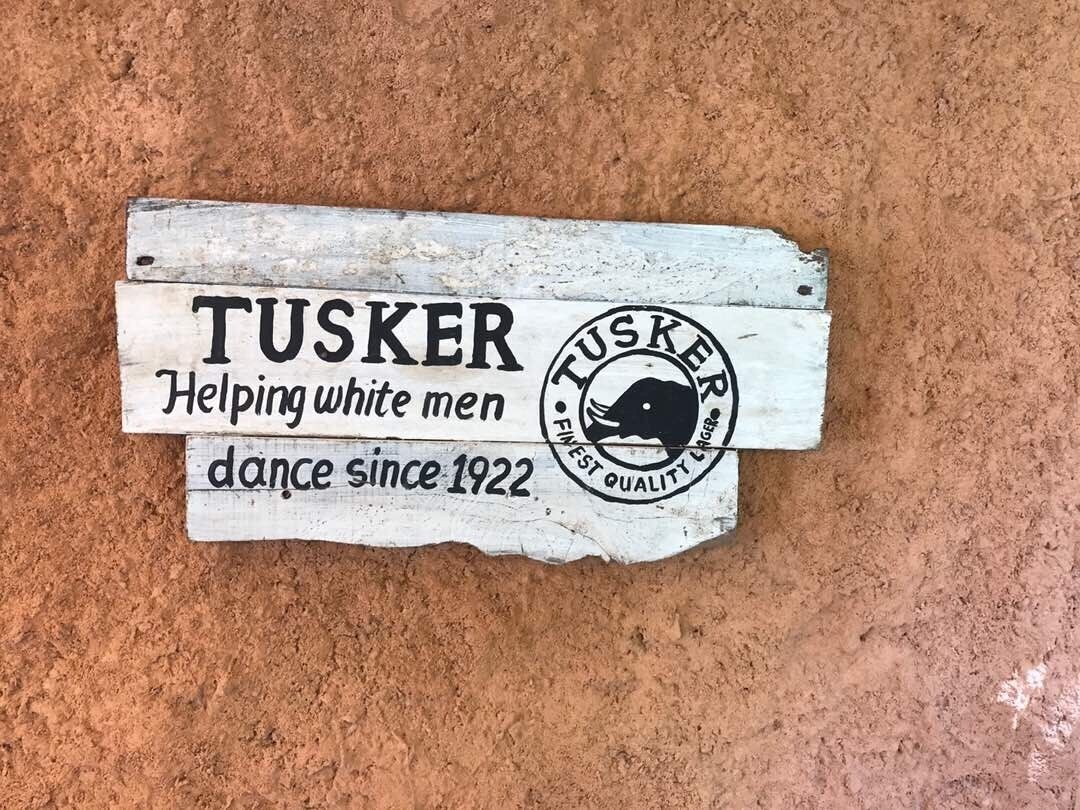 TUSKER
Helping white men
dance since 1922
TUSKER
FINEST QUALITY LAGER